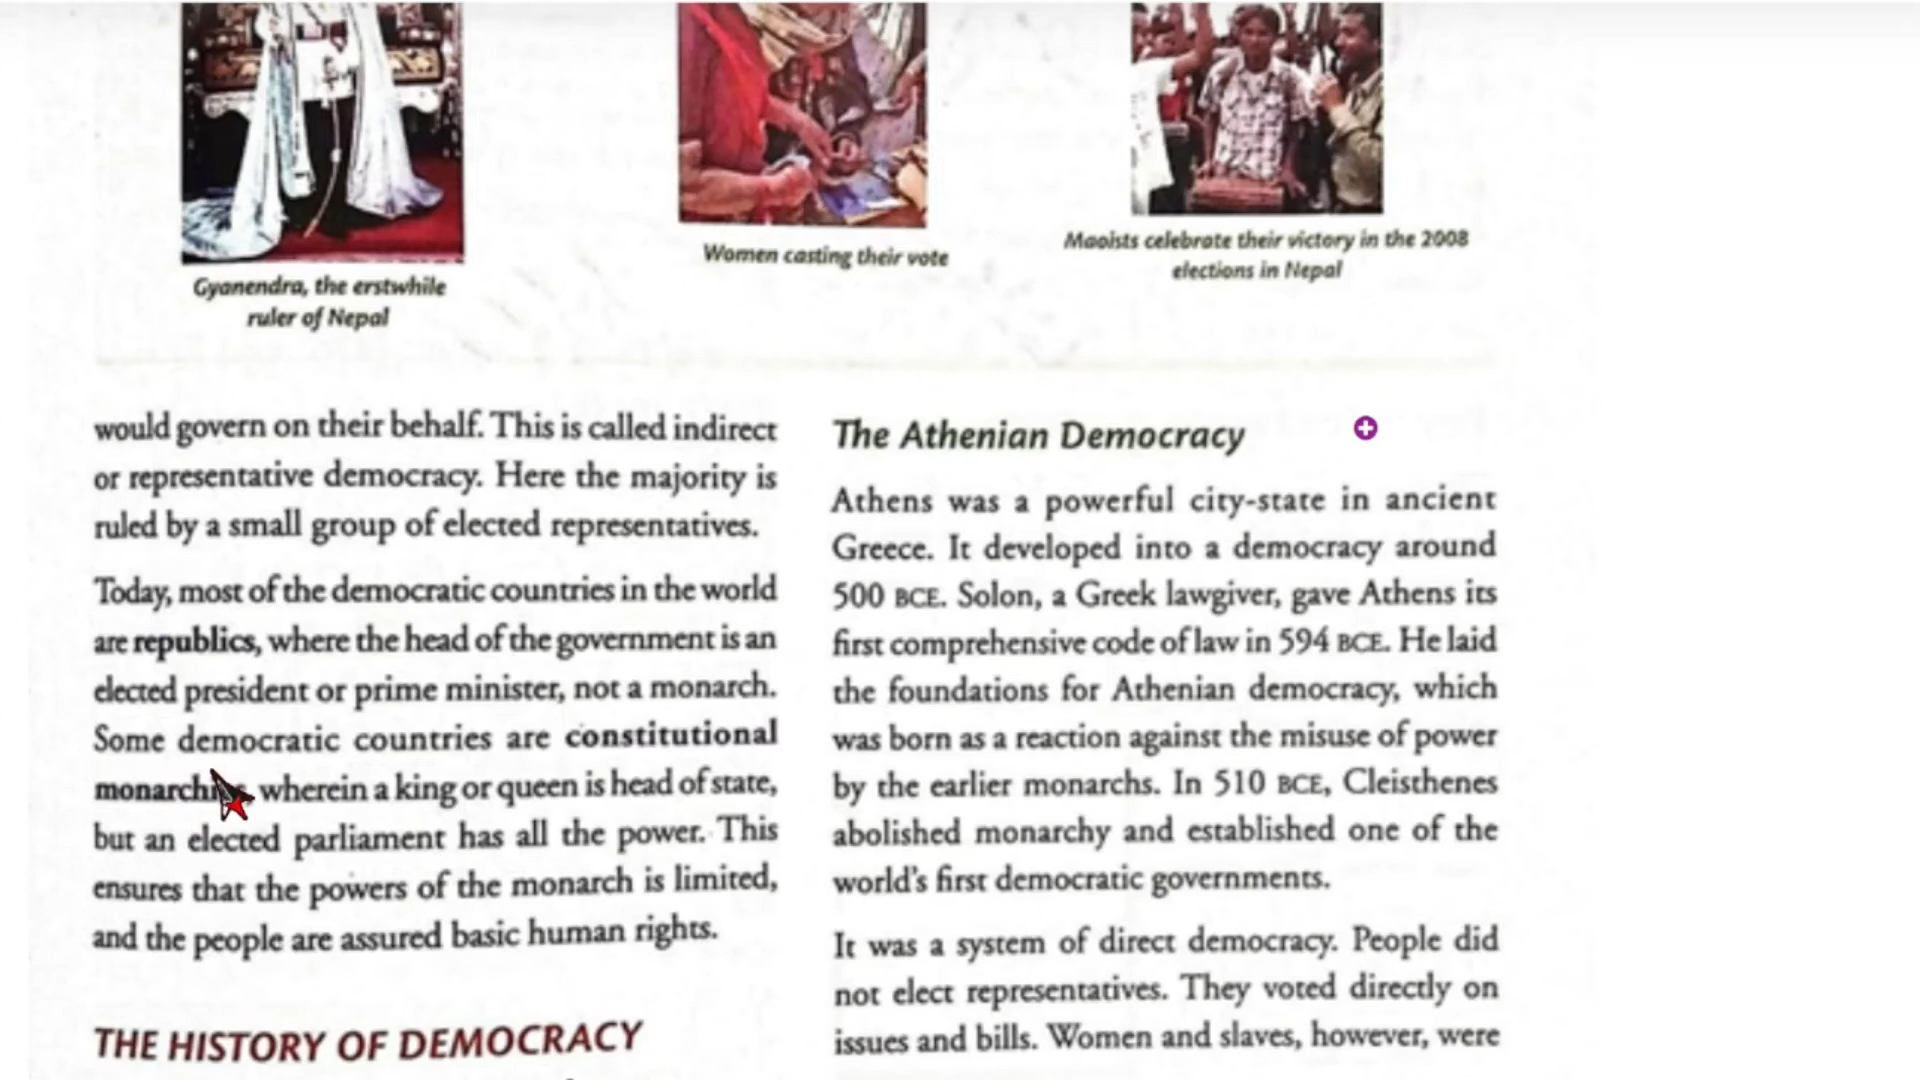 Gyanendra, the erstwhile
ruler of Nepal
Women casting their vote
Maoists celebrate their victory in the 2008
elections in Nepal
would govern on their behalf. This is called indirect
or representative democracy. Here the majority is
ruled by a small group of elected representatives.
Today, most of the democratic countries in the world
are republics, where the head of the government is an
elected president or prime minister, not a monarch.
Some democratic countries are constitutional
wherein a king or queen is head of state,
but an elected parliament has all the power. This
ensures that the powers of the monarch is limited,
and the people are assured basic human rights.
THE HISTORY OF DEMOCRACY
The Athenian Democracy
Athens was a powerful city-state in ancient
Greece. It developed into a democracy around
500 BCE. Solon, a Greek lawgiver, gave Athens its
first comprehensive code of law in 594 BCE. He laid
the foundations for Athenian democracy, which
was born as a reaction against the misuse of power
by the earlier monarchs. In 510 BCE, Cleisthenes
abolished monarchy and established one of the
world's first democratic governments.
It was a system of direct democracy. People did
not elect representatives. They voted directly on
issues and bills. Women and slaves, however, were